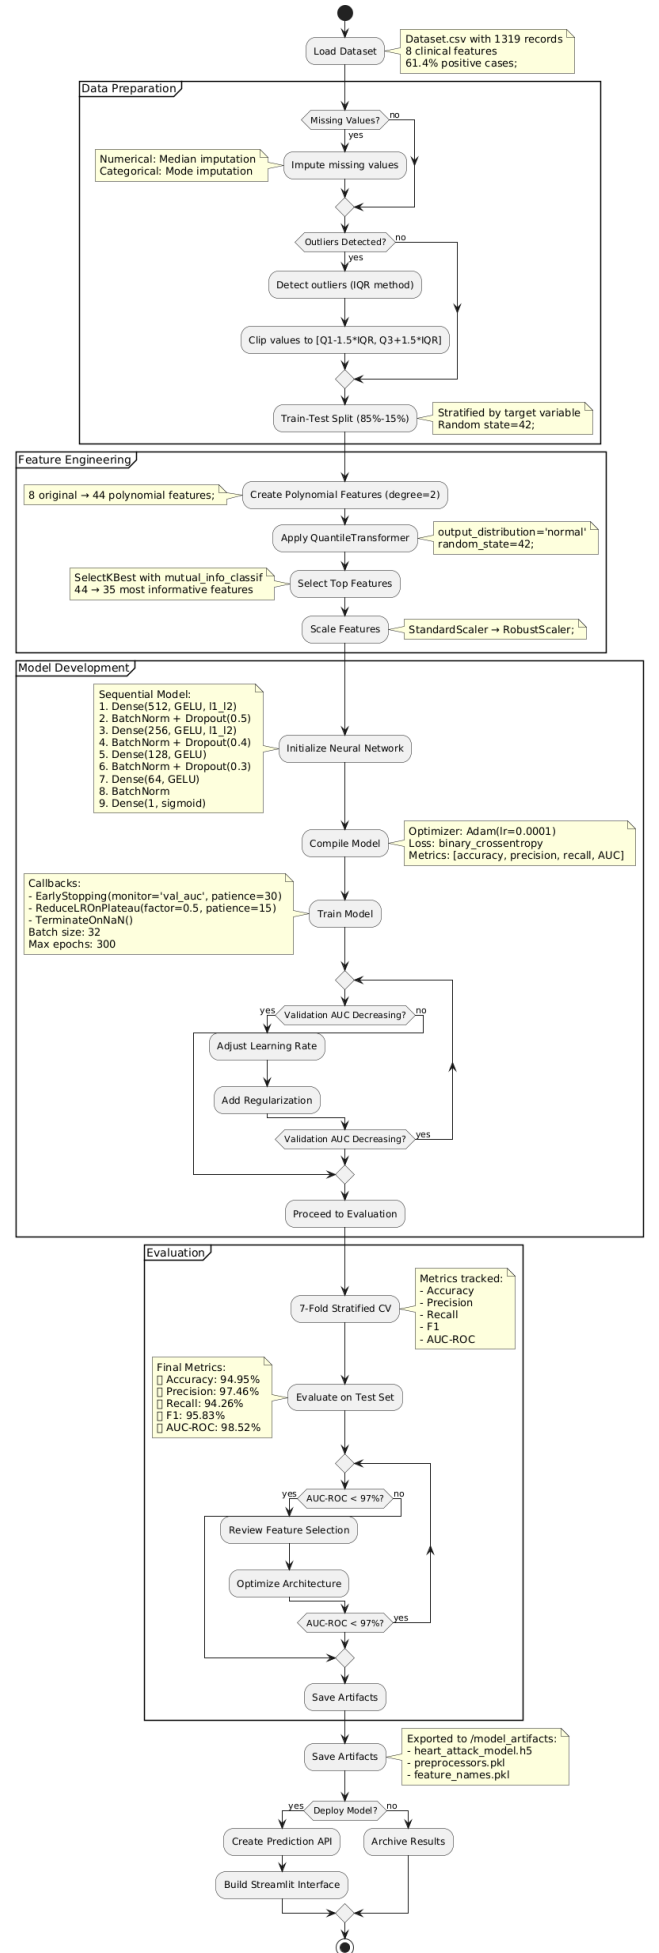 Load Dataset
Dataset.csv with 1319 records
8 clinical features
61.4% positive cases;
Data Preparation
Missing Values?
no
yes
Numerical: Median imputation
Categorical: Mode imputation
Impute missing values
Outliers Detected?
no
yes
Detect outliers (IQR method)
Clip values to [Q1-1.5*IQR, Q3+1.5*IQR]
Train-Test Split (85%-15%)
Stratified by target variable
Random state=42;
Feature Engineering
8 original → 44 polynomial features;
Create Polynomial Features (degree=2)
Apply QuantileTransformer
output_distribution='normal'
random_state=42;
SelectKBest with mutual_info_classif
44 → 35 most informative features
Select Top Features
Scale Features
StandardScaler → RobustScaler;
Model Development
Sequential Model:
1. Dense(512, GELU, l1_l2)
2. BatchNorm + Dropout(0.5)
3. Dense(256, GELU, l1_l2)
4. BatchNorm + Dropout(0.4)
5. Dense(128, GELU)
6. BatchNorm + Dropout(0.3)
7. Dense(64, GELU)
8. BatchNorm
9. Dense(1, sigmoid)
Initialize Neural Network
Compile Model
Optimizer: Adam(lr=0.0001)
Loss: binary_crossentropy
Metrics: [accuracy, precision, recall, AUC]
Callbacks:
- EarlyStopping(monitor='val_auc', patience=30)
- ReduceLROnPlateau(factor=0.5, patience=15)
- TerminateOnNaN()
Batch size: 32
Max epochs: 300
Train Model
yes
Validation AUC Decreasing?
no
Adjust Learning Rate
Add Regularization
Validation AUC Decreasing?
yes
Proceed to Evaluation
Evaluation
7-Fold Stratified CV
Metrics tracked:
- Accuracy
- Precision
- Recall
- F1
- AUC-ROC
Final Metrics:
▯ Accuracy: 94.95%
▯ Precision: 97.46%
▯ Recall: 94.26%
▯ F1: 95.83%
▯ AUC-ROC: 98.52%
Evaluate on Test Set
yes
AUC-ROC < 97%?
no
Review Feature Selection
Optimize Architecture
AUC-ROC < 97%?
yes
Save Artifacts
Save Artifacts
Exported to /model_artifacts:
- heart_attack_model.h5
- preprocessors.pkl
- feature_names.pkl
yes
Deploy Model?
no
Create Prediction API
Archive Results
Build Streamlit Interface